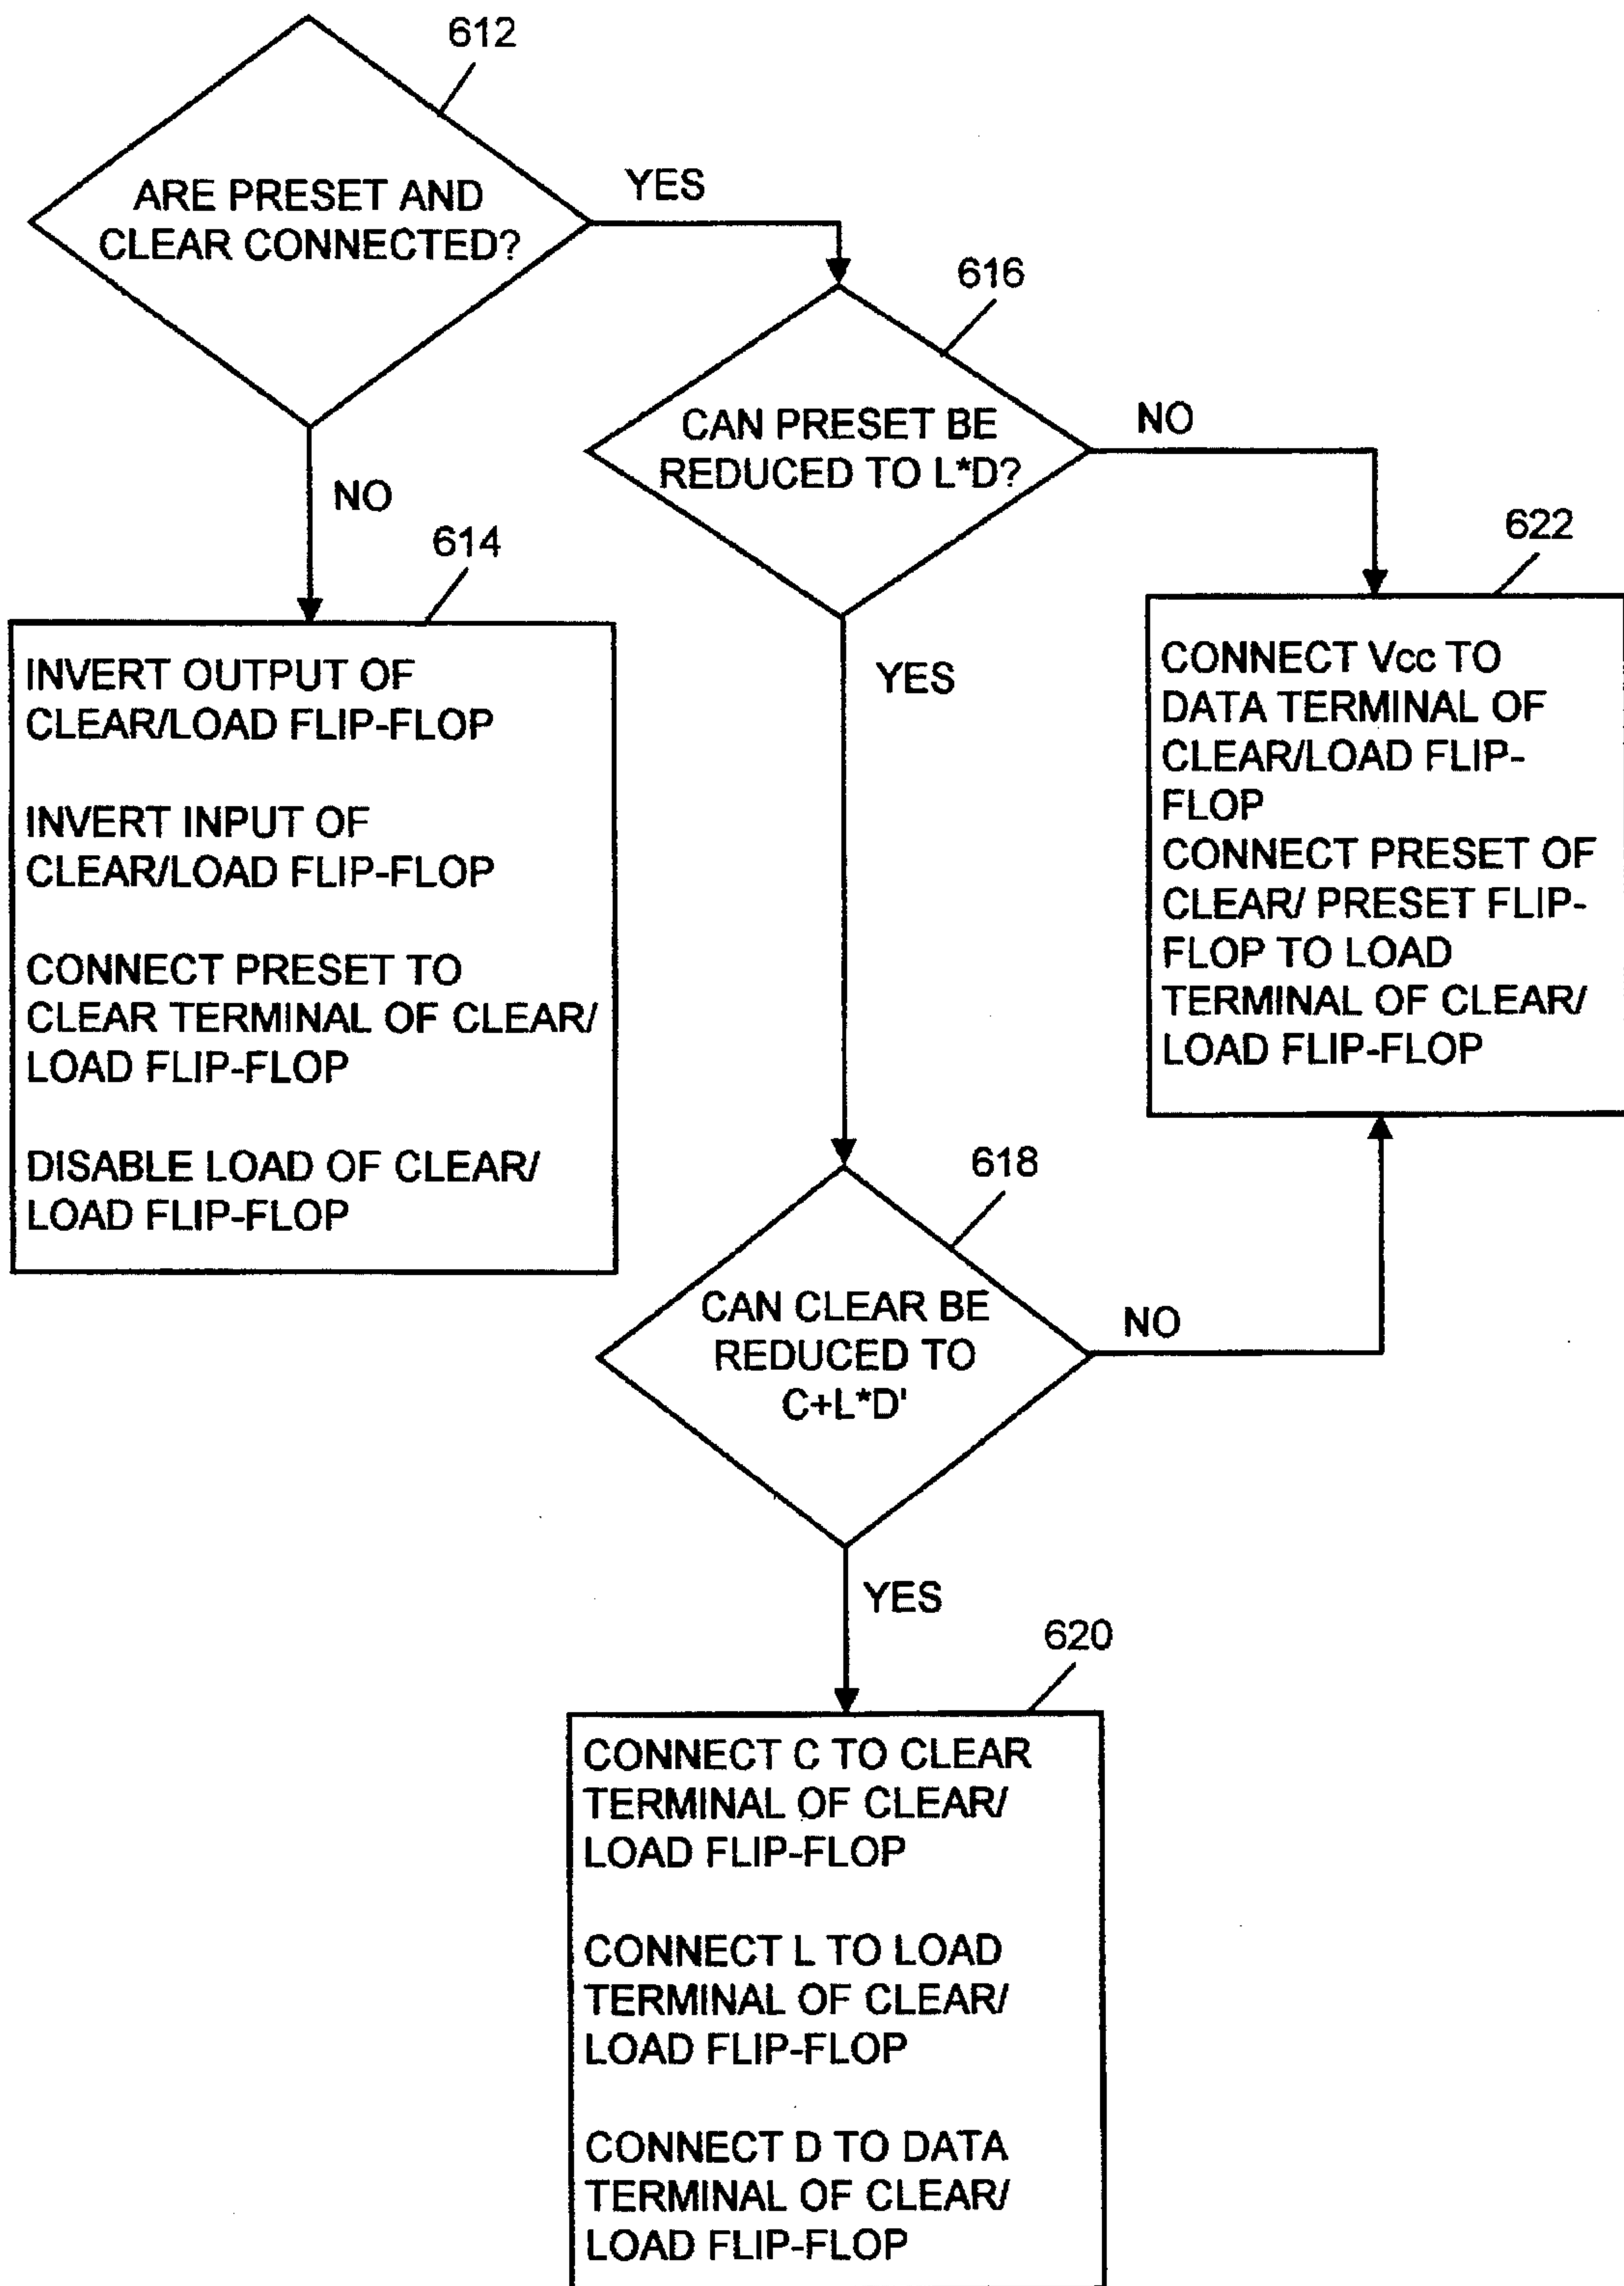 612
ARE PRESET AND
CLEAR CONNECTED?
YES
NO
616
CAN PRESET BE
REDUCED TO L*D?
NO
YES
614
INVERT OUTPUT OF
CLEAR/LOAD FLIP-FLOP
INVERT INPUT OF
CLEAR/LOAD FLIP-FLOP
CONNECT PRESET TO
CLEAR TERMINAL OF CLEAR/
LOAD FLIP-FLOP
DISABLE LOAD OF CLEAR/
LOAD FLIP-FLOP
622
CONNECT Vcc TO
DATA TERMINAL OF
CLEAR/LOAD FLIP-
FLOP
CONNECT PRESET OF
CLEAR/ PRESET FLIP-
FLOP TO LOAD
TERMINAL OF CLEAR/
LOAD FLIP-FLOP
618
CAN CLEAR BE
REDUCED TO
C+L*D'
NO
YES
620
CONNECT C TO CLEAR
TERMINAL OF CLEAR/
LOAD FLIP-FLOP
CONNECT L TO LOAD
TERMINAL OF CLEAR/
LOAD FLIP-FLOP
CONNECT D TO DATA
TERMINAL OF CLEAR/
LOAD FLIP-FLOP